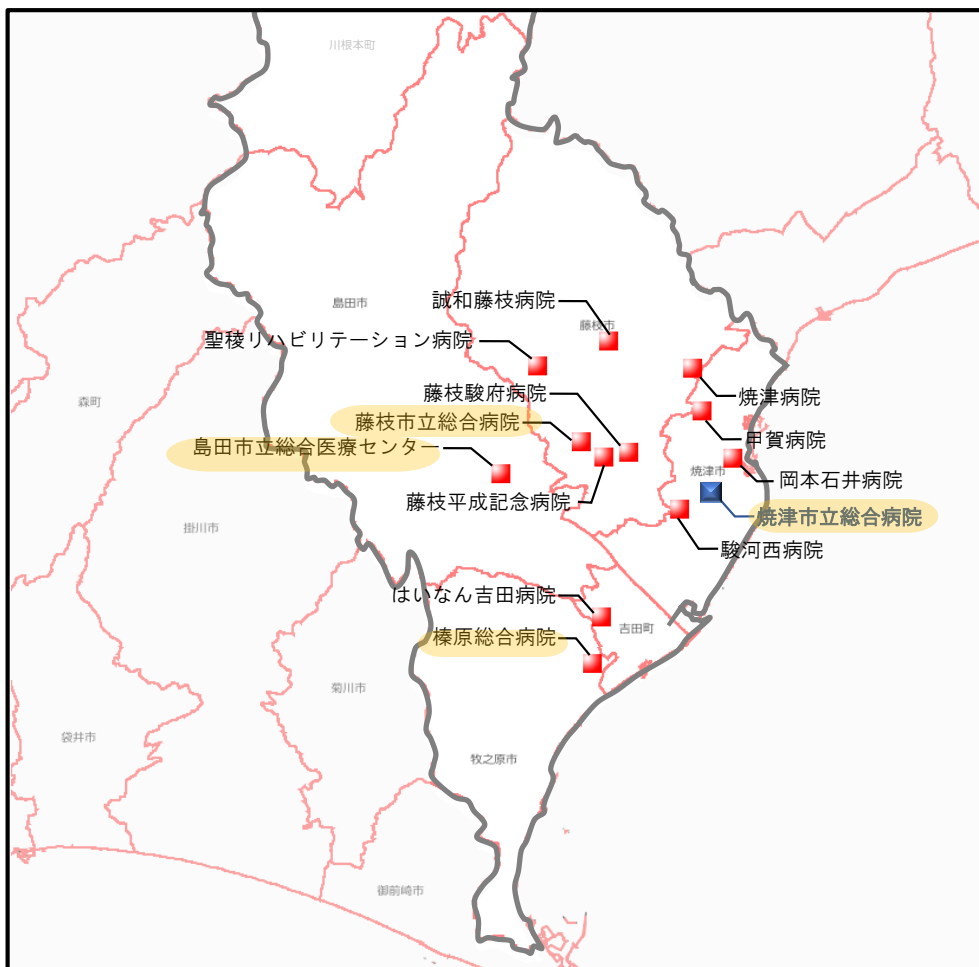 川根本町
島田市
誠和藤枝病院
藤枝市
聖稜リハビリテーション病院
藤枝駿府病院
焼津病院
森町
藤枝市立総合病院
甲賀病院
島田市立総合医療センター
焼津市
岡本石井病院
藤枝平成記念病院
焼津市立総合病院
掛川市
駿河西病院
はいなん吉田病院
吉田町
榛原総合病院
菊川市
袋井市
牧之原市
御前崎市